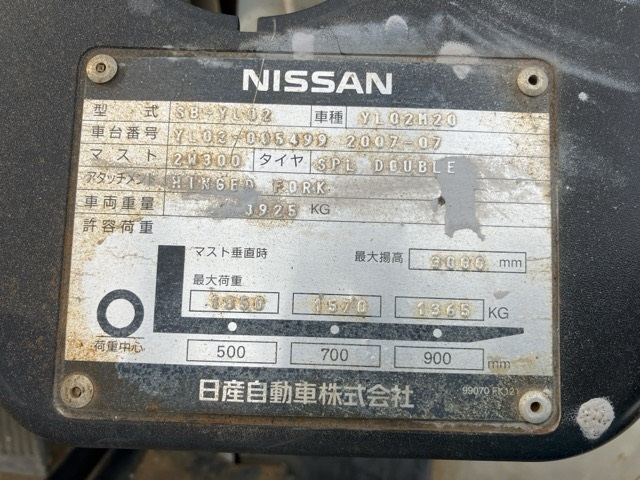 NISSAN
型 式 SB-YL02 車種 YL02M20
車台番号 YL02-005499 2007-07
マスト 2W300 タイヤ SPL DOUBLE
アタッチメント HINGED FORK
車両重量 3925 KG
許容荷重
マスト垂直時 最大揚高 3000 mm
最大荷重
1850 1570 1365 KG
荷重中心 500 700 900 mm
日産自動車株式会社 99070 FK121